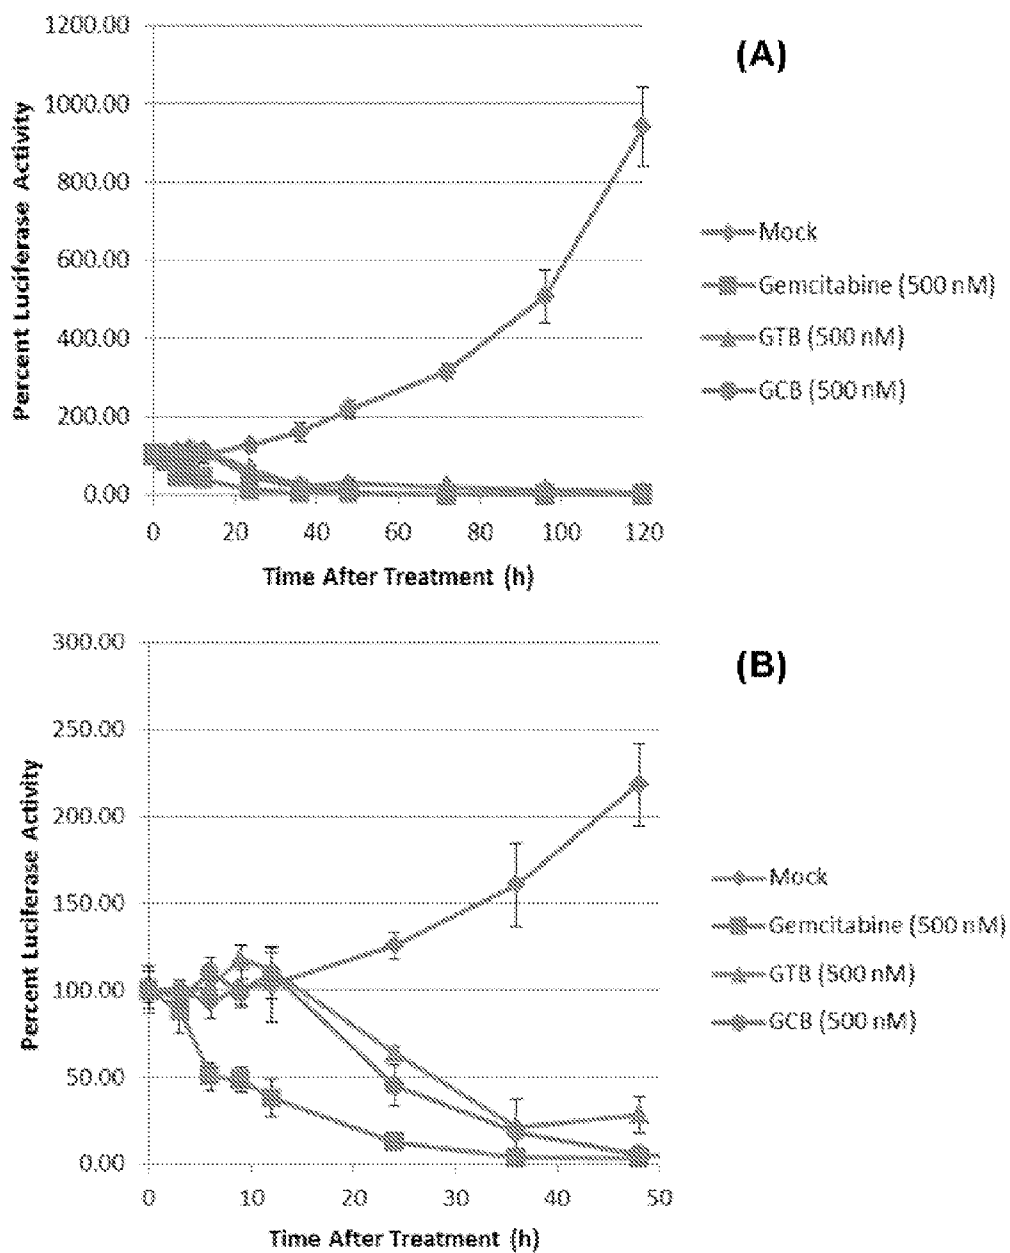 (A)
1200.00
1000.00
800.00
600.00
400.00
200.00
0.00
Percent Luciferase Activity
0 20 40 60 80 100 120
Time After Treatment (h)
Mock
Gemcitabine (500 nM)
GTB (500 nM)
GCB (500 nM)
(B)
300.00
250.00
200.00
150.00
100.00
50.00
0.00
Percent Luciferase Activity
0 10 20 30 40 50
Time After Treatment (h)
Mock
Gemcitabine (500 nM)
GTB (500 nM)
GCB (500 nM)